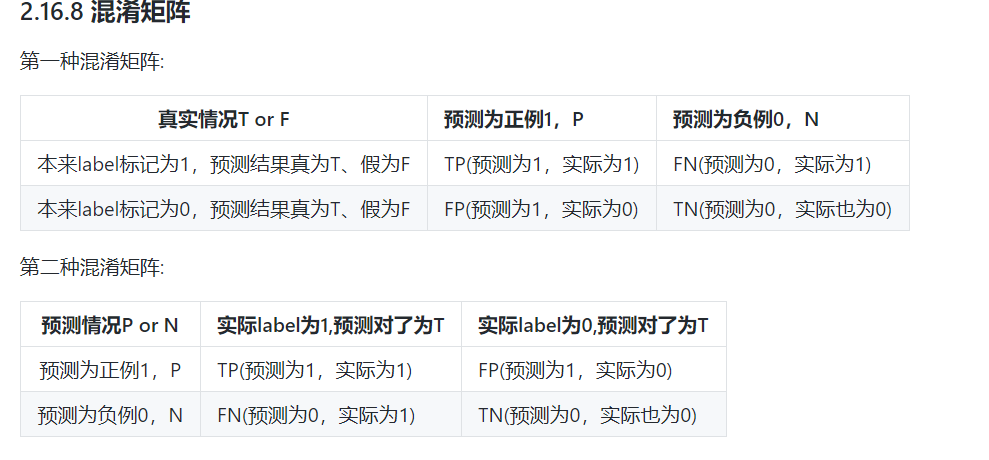 2.16.8 混淆矩阵
第一种混淆矩阵:
真实情况T or F 预测为正例1，P 预测为负例0，N
本来label标记为1，预测结果真为T、假为F TP(预测为1，实际为1) FN(预测为0，实际为1)
本来label标记为0，预测结果真为T、假为F FP(预测为1，实际为0) TN(预测为0，实际也为0)
第二种混淆矩阵:
预测情况P or N 实际label为1,预测对了为T 实际label为0,预测对了为T
预测为正例1，P TP(预测为1，实际为1) FP(预测为1，实际为0)
预测为负例0，N FN(预测为0，实际为1) TN(预测为0，实际也为0)